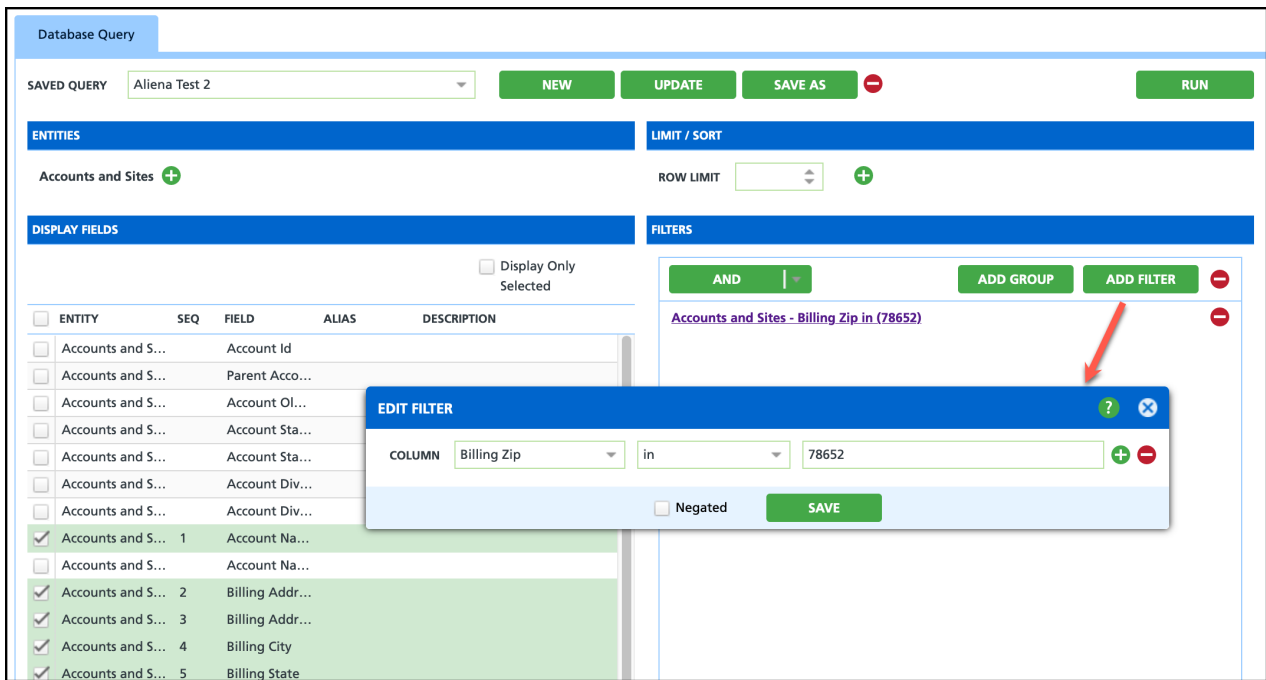 Database Query
SAVED QUERY Aliena Test 2 NEW UPDATE SAVE AS RUN
ENTITIES
Accounts and Sites
LIMIT / SORT
ROW LIMIT
DISPLAY FIELDS
Display Only
Selected
ENTITY SEQ FIELD ALIAS DESCRIPTION
Accounts and S... Account Id
Accounts and S... Parent Acco...
Accounts and S... Account Ol...
Accounts and S... Account Sta...
Accounts and S... Account Sta...
Accounts and S... Account Div...
Accounts and S... Account Div...
Accounts and S... 1 Account Na...
Accounts and S... Account Na...
Accounts and S... 2 Billing Addr...
Accounts and S... 3 Billing Addr...
Accounts and S... 4 Billing City
Accounts and S... 5 Billing State
FILTERS
AND ADD GROUP ADD FILTER
Accounts and Sites - Billing Zip in (78652)
EDIT FILTER ?
COLUMN Billing Zip in 78652
Negated SAVE